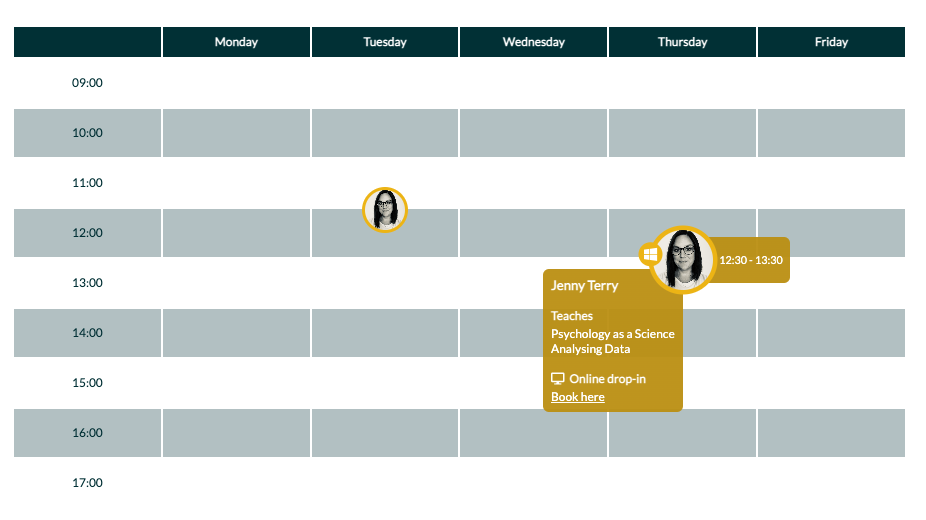 Monday Tuesday Wednesday Thursday Friday
09:00
10:00
11:00
12:00
12:30 - 13:30
13:00
Jenny Terry
Teaches
Psychology as a Science
14:00
Analysing Data
15:00
Online drop-in
Book here
16:00
17:00